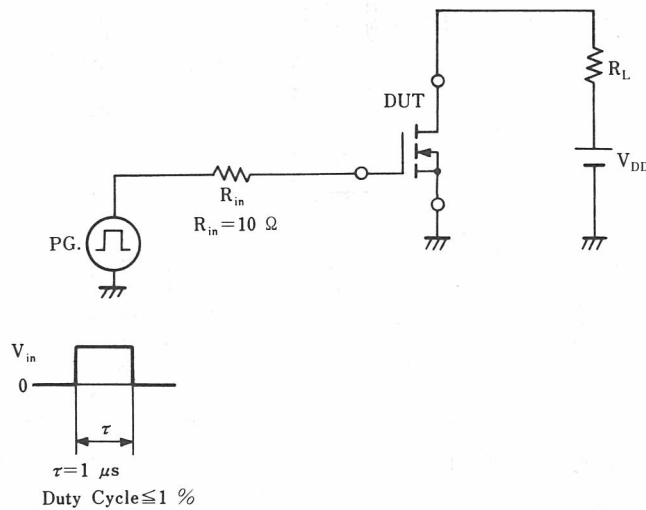 DUT
R_L
V_DD
R_in
R_in=10 Ω
PG.
V_in
0
τ
τ=1 μs
Duty Cycle≦1 %